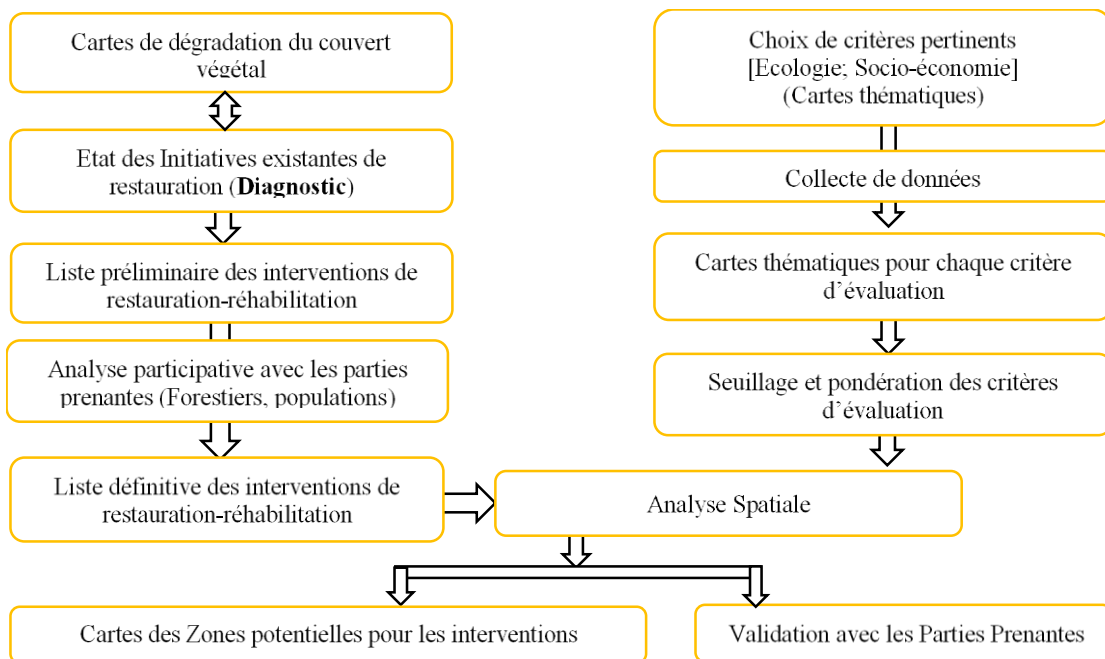 Cartes de dégradation du couvert
végétal
Etat des Initiatives existantes de
restauration (Diagnostic)
Liste préliminaire des interventions de
restauration-réhabilitation
Analyse participative avec les parties
prenantes (Forestiers, populations)
Liste définitive des interventions de
restauration-réhabilitation
Choix de critères pertinents
[Ecologie; Socio-économie]
(Cartes thématiques)
Collecte de données
Cartes thématiques pour chaque critère
d’évaluation
Seuillage et pondération des critères
d’évaluation
Analyse Spatiale
Cartes des Zones potentielles pour les interventions
Validation avec les Parties Prenantes